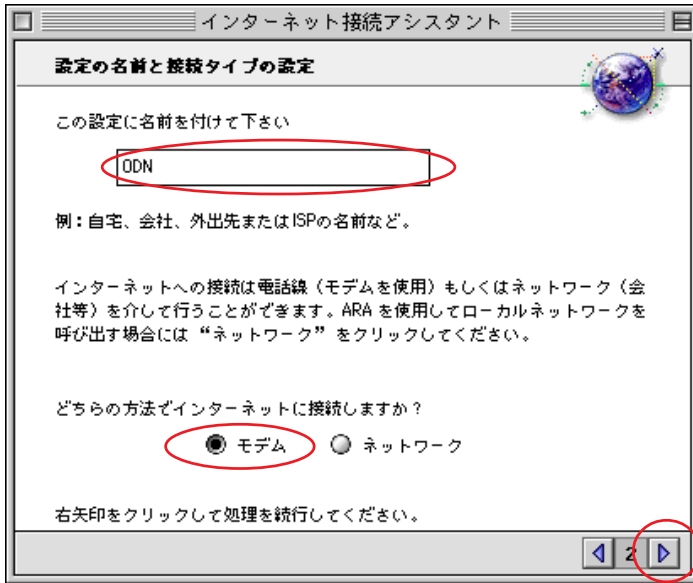 インターネット接続アシスタント
設定の名前と接続タイプの設定
この設定に名前を付けて下さい
ODN
例：自宅、会社、外出先またはISPの名前など。
インターネットへの接続は電話線（モデムを使用）もしくはネットワーク（会
社等）を介して行うことができます。ARA を使用してローカルネットワークを
呼び出す場合には “ネットワーク” をクリックしてください。
どちらの方法でインターネットに接続しますか？
モデム ネットワーク
右矢印をクリックして処理を続行してください。
2